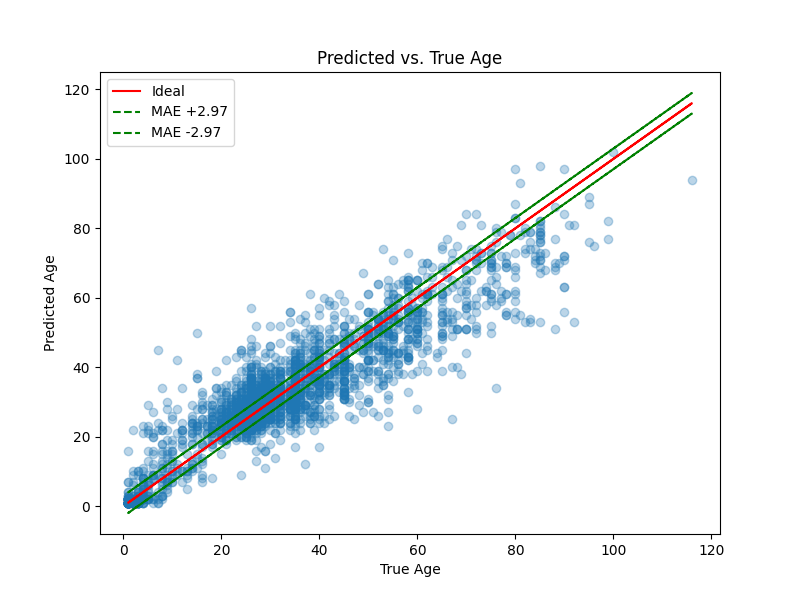 Predicted vs. True Age
Ideal
MAE +2.97
MAE -2.97
120
100
80
60
40
20
0
Predicted Age
0 20 40 60 80 100 120
True Age